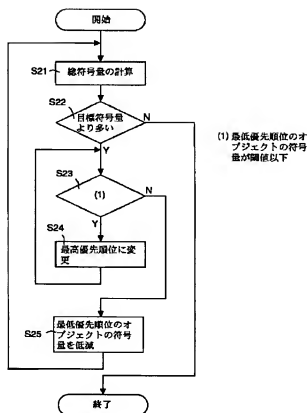 開始
S21
総符号量の計算
S22
目標符号量
より多い
N
Y
(1) 最低優先順位のオ
ブジェクトの符号
量が閾値以下
S23
(1)
N
Y
S24
最高優先順位に変
更
S25
最低優先順位のオ
ブジェクトの符号
量を低減
終了